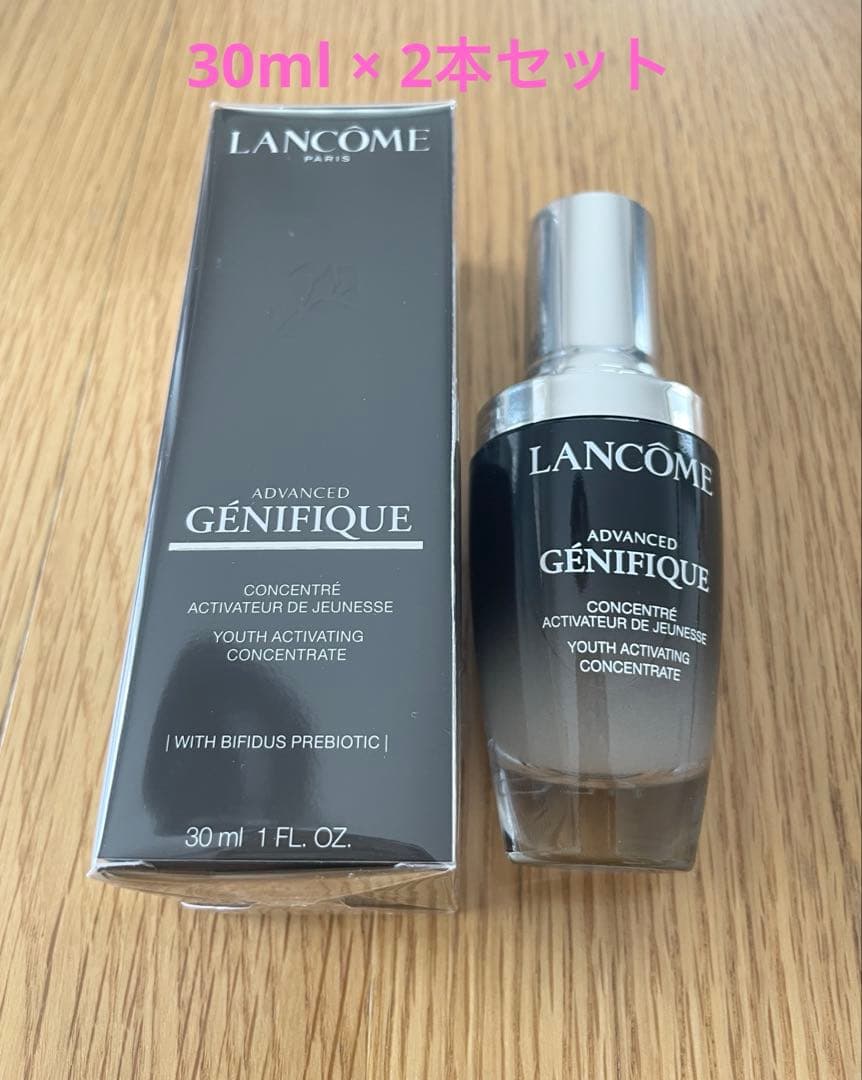 30ml × 2本セット
LANCÔME
PARIS
ADVANCED
GÉNIFIQUE
CONCENTRÉ
ACTIVATEUR DE JEUNESSE
YOUTH ACTIVATING
CONCENTRATE
| WITH BIFIDUS PREBIOTIC |
30 ml 1 FL. OZ.
LANCÔME
ADVANCED
GÉNIFIQUE
CONCENTRÉ
ACTIVATEUR DE JEUNESSE
YOUTH ACTIVATING
CONCENTRATE